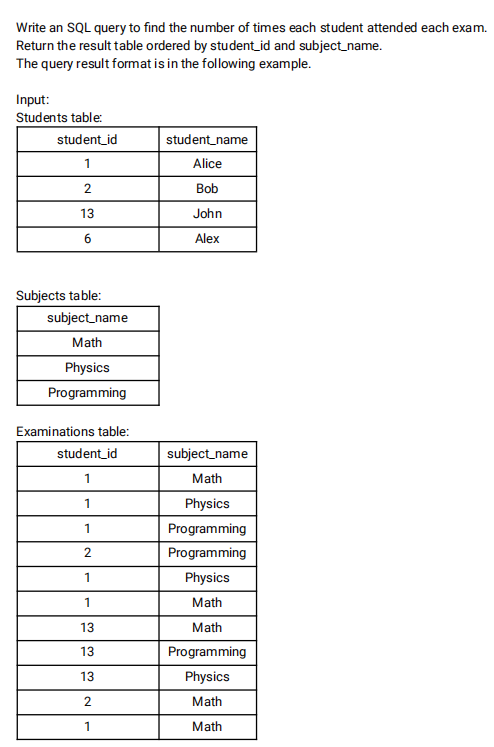 Write an SQL query to find the number of times each student attended each exam.
Return the result table ordered by student_id and subject_name.
The query result format is in the following example.
Input:
Students table:
student_id student_name
1 Alice
2 Bob
13 John
6 Alex
Subjects table:
subject_name
Math
Physics
Programming
Examinations table:
student_id subject_name
1 Math
1 Physics
1 Programming
2 Programming
1 Physics
1 Math
13 Math
13 Programming
13 Physics
2 Math
1 Math